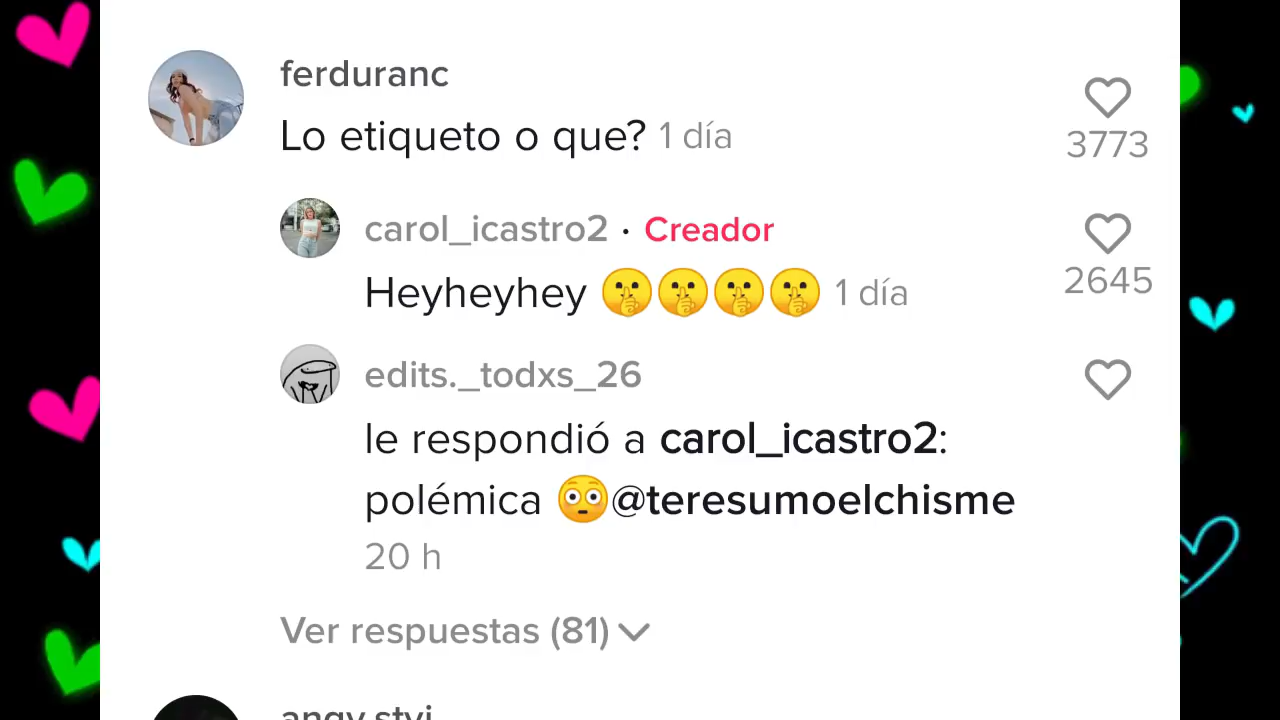 ferduranc
Lo etiqueto o que? 1 día
3773
carol_icastro2 · Creador
Heyheyhey 🤫🤫🤫🤫 1 día
2645
edits._todxs_26
le respondió a carol_icastro2:
polémica 😳@teresumoelchisme
20 h
Ver respuestas (81)